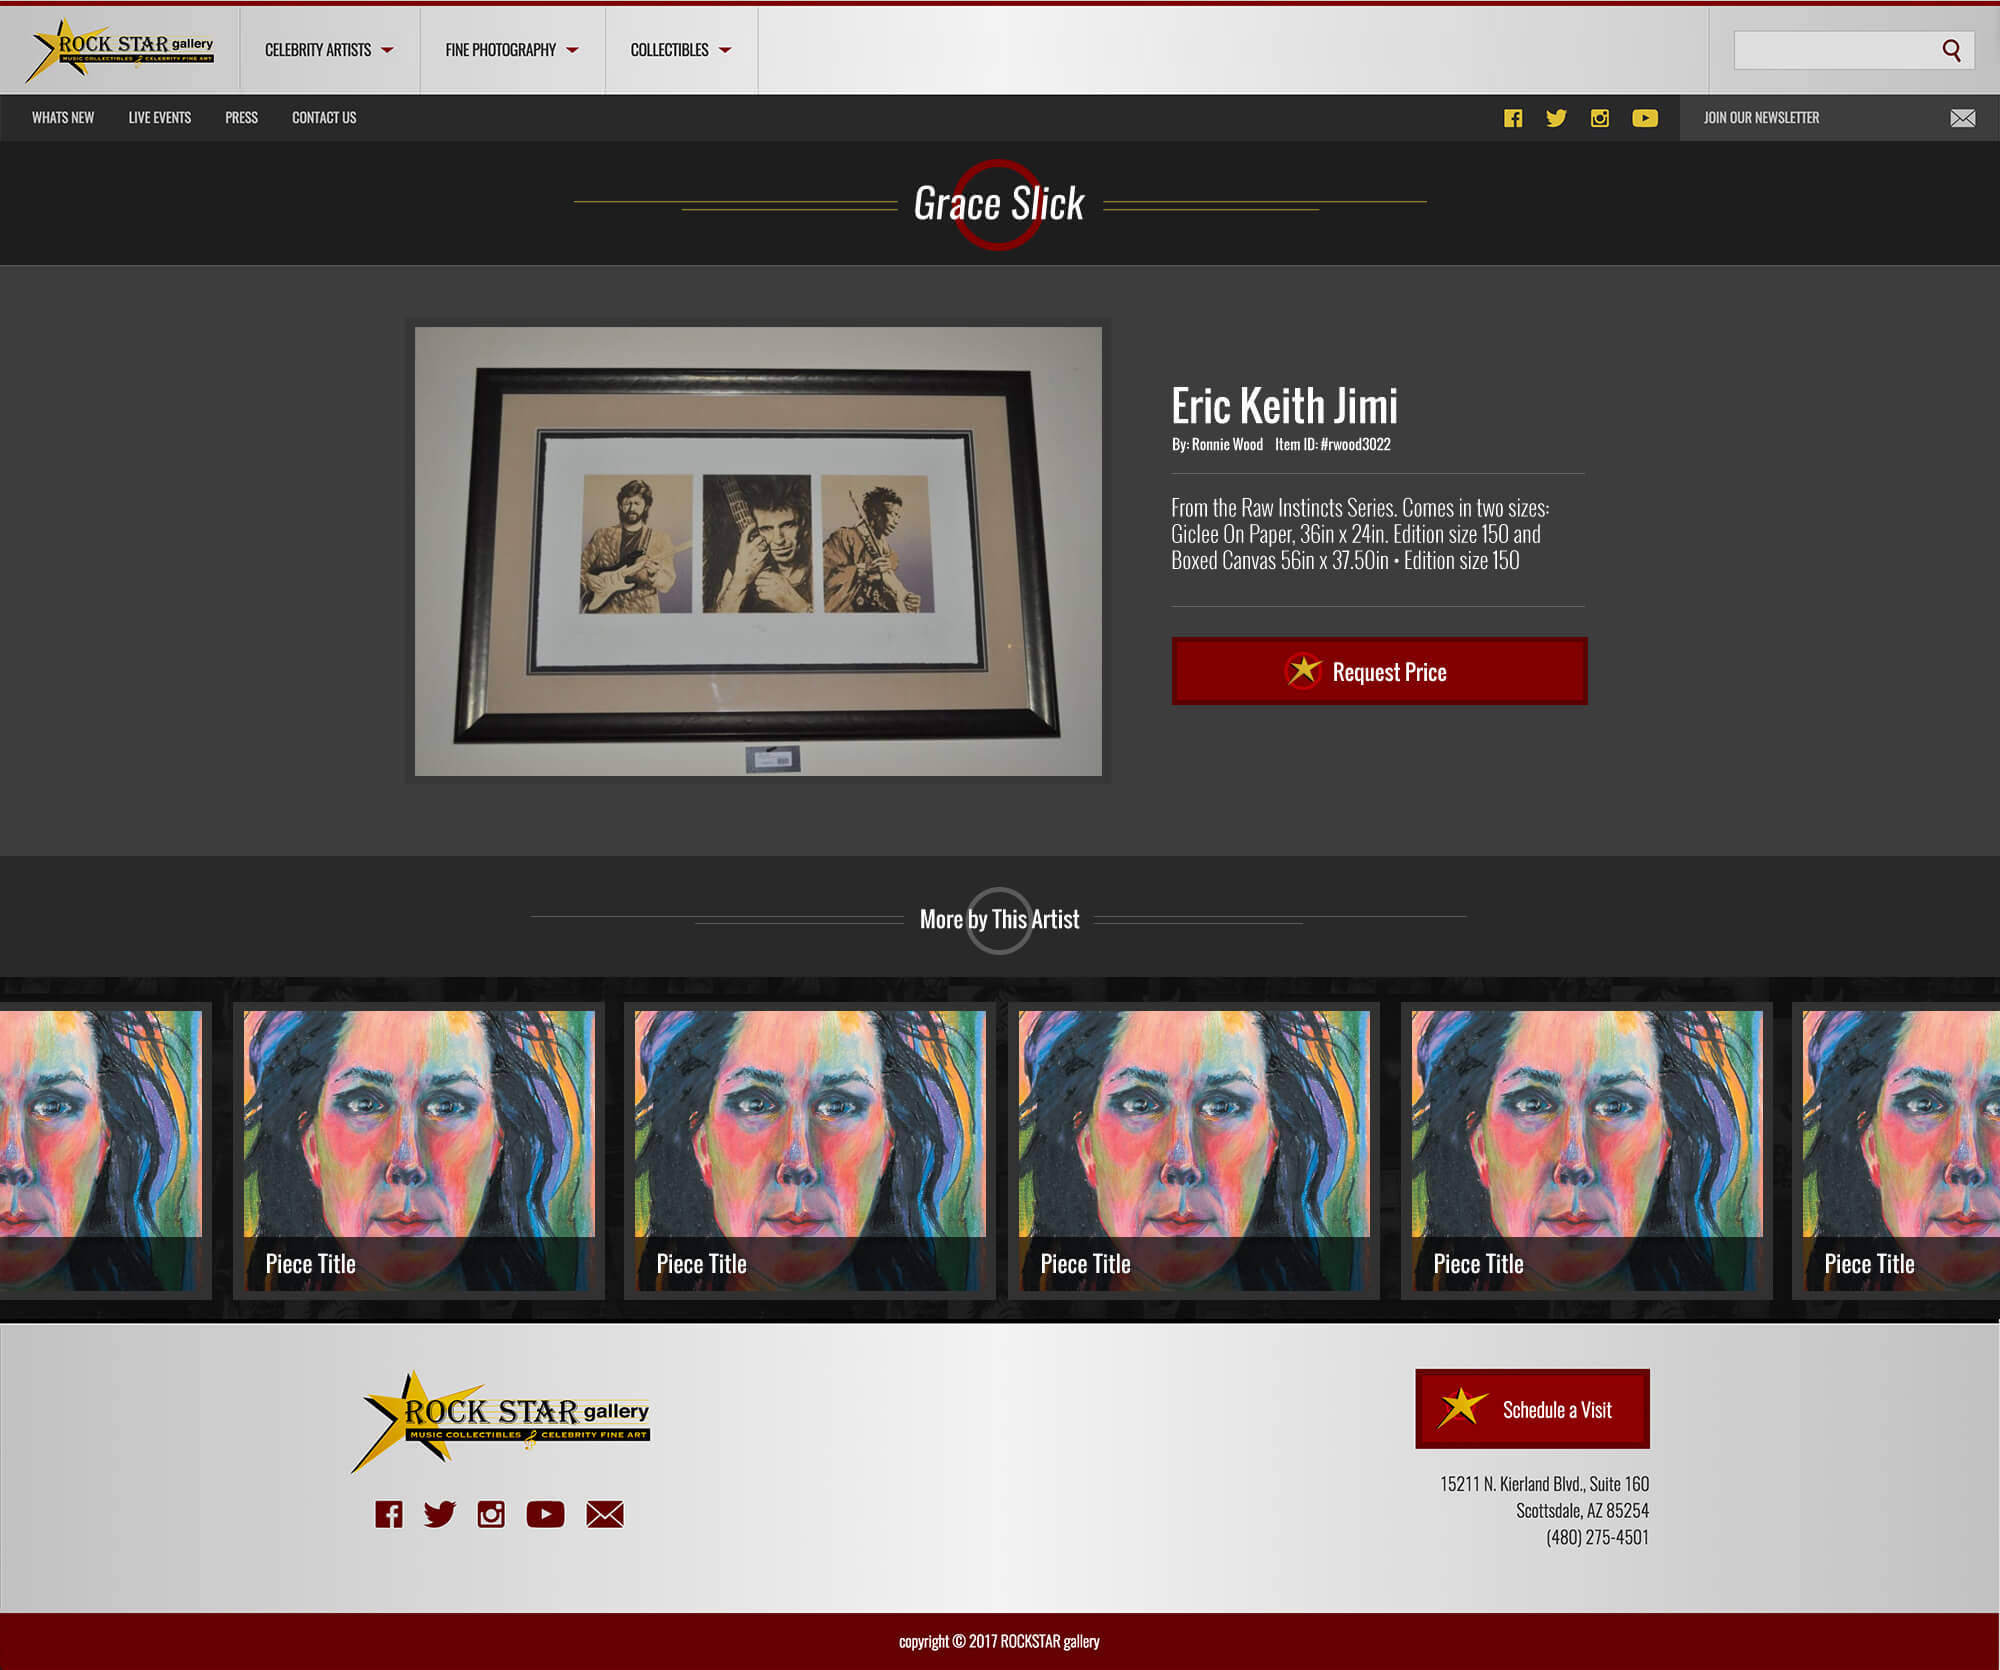 ROCK STAR gallery
MUSIC COLLECTIBLES CELEBRITY FINE ART
CELEBRITY ARTISTS
FINE PHOTOGRAPHY
COLLECTIBLES
WHATS NEW
LIVE EVENTS
PRESS
CONTACT US
JOIN OUR NEWSLETTER
Grace Slick
Eric Keith Jimi
By: Ronnie Wood Item ID: #rwood3022
From the Raw Instincts Series. Comes in two sizes:
Giclee On Paper, 36in x 24in. Edition size 150 and
Boxed Canvas 56in x 37.50in • Edition size 150
Request Price
More by This Artist
Piece Title
Piece Title
Piece Title
Piece Title
Piece Title
ROCK STAR gallery
MUSIC COLLECTIBLES CELEBRITY FINE ART
Schedule a Visit
15211 N. Kierland Blvd., Suite 160
Scottsdale, AZ 85254
(480) 275-4501
copyright © 2017 ROCKSTAR gallery